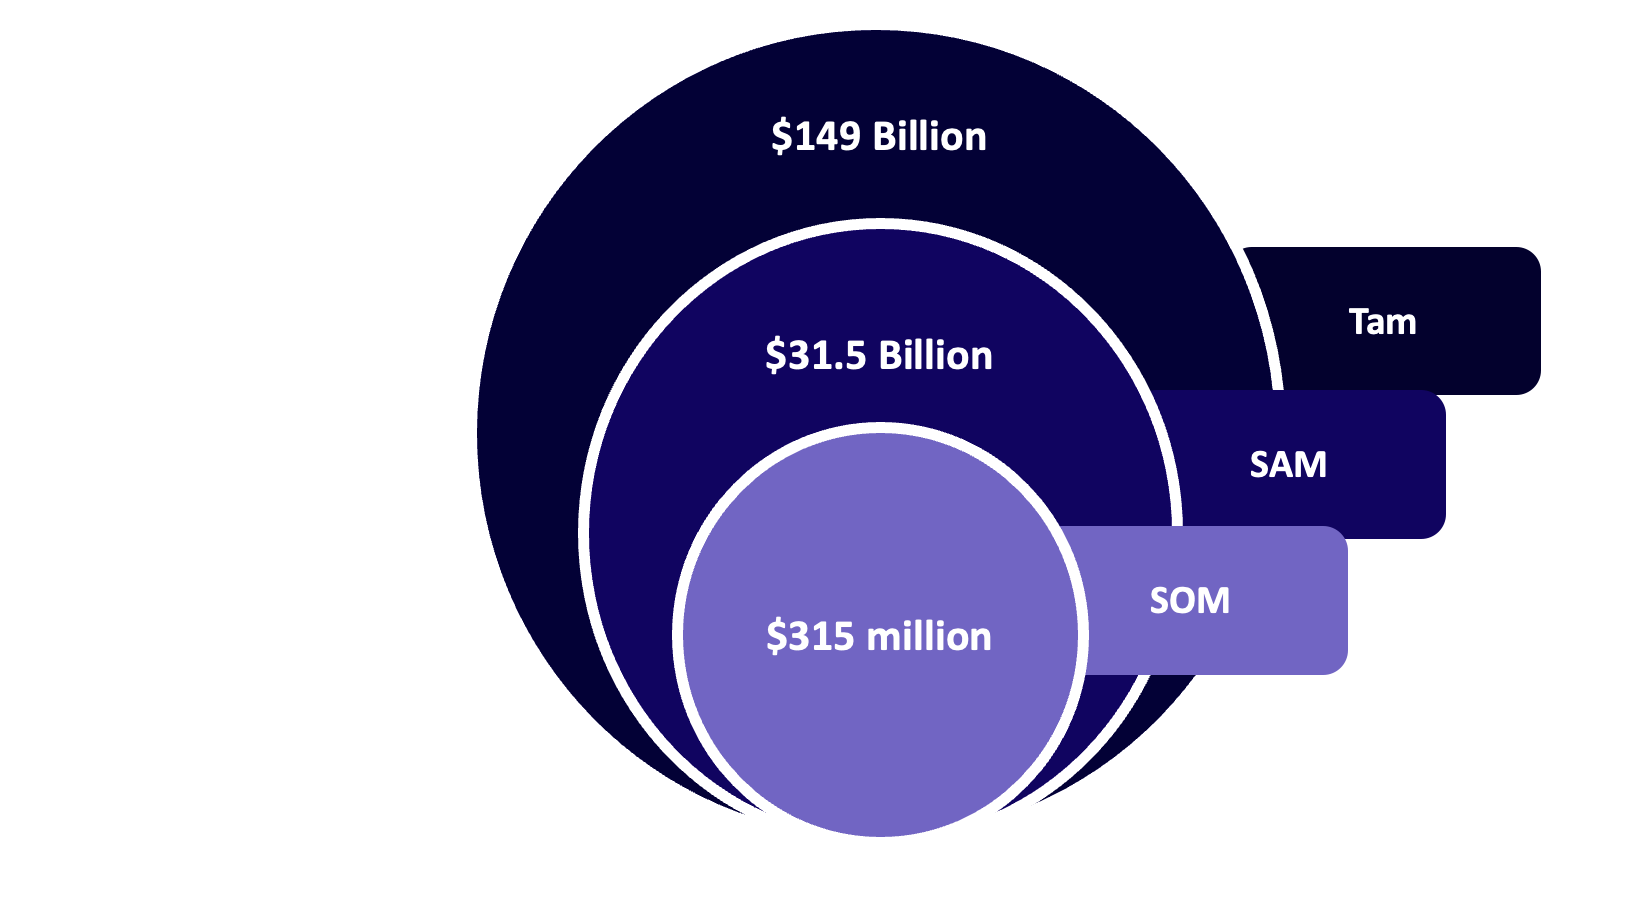 $149 Billion
Tam
$31.5 Billion
SAM
SOM
$315 million